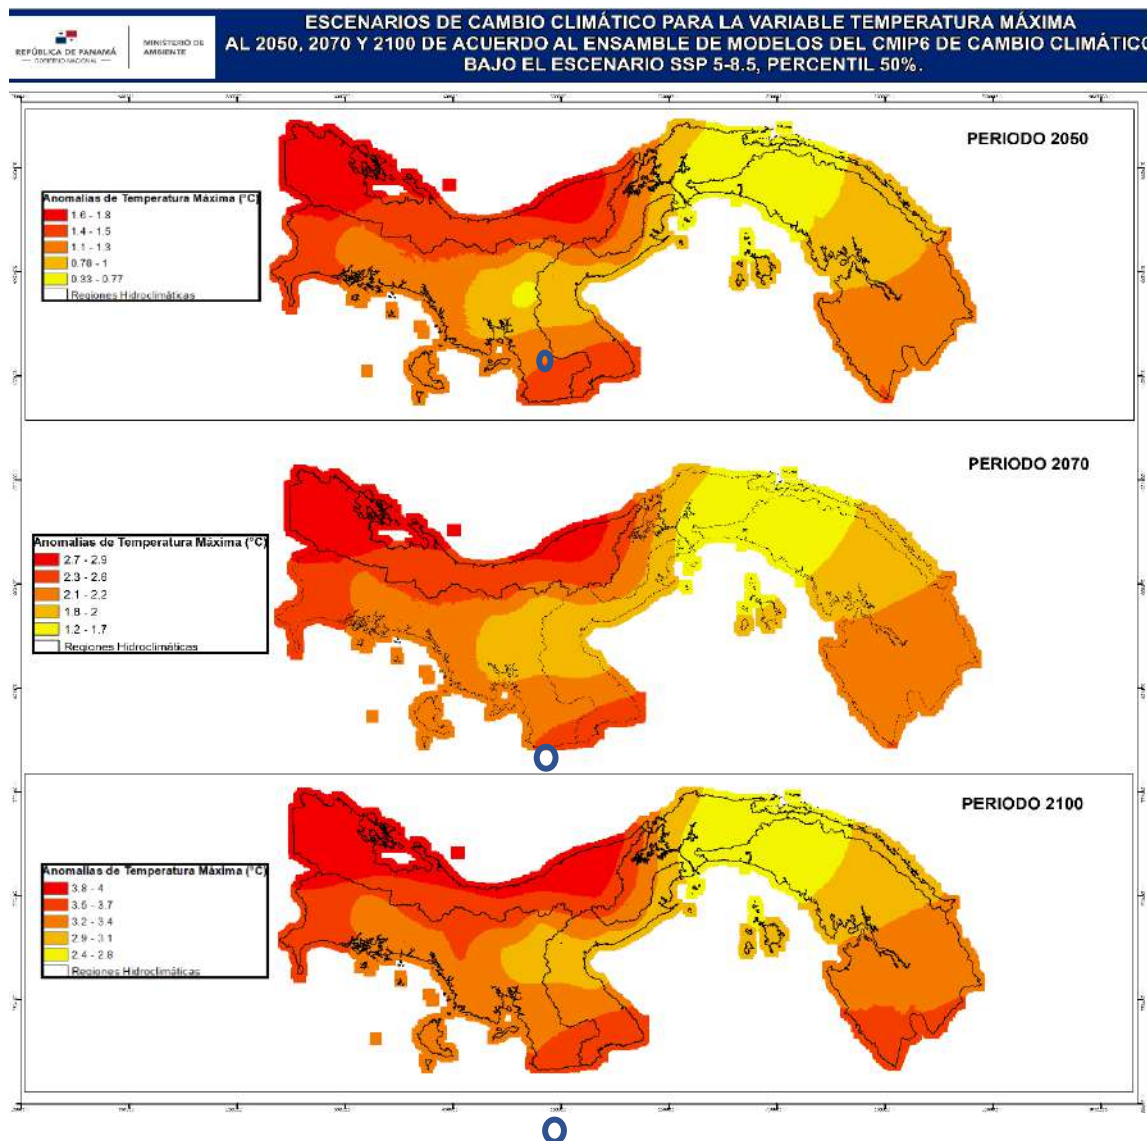 REPÚBLICA DE PANAMÁ
— GOBIERNO NACIONAL —
MINISTERIO DE
AMBIENTE
ESCENARIOS DE CAMBIO CLIMÁTICO PARA LA VARIABLE TEMPERATURA MÁXIMA
AL 2050, 2070 Y 2100 DE ACUERDO AL ENSAMBLE DE MODELOS DEL CMIP6 DE CAMBIO CLIMÁTICO
BAJO EL ESCENARIO SSP 5-8.5, PERCENTIL 50%.
PERIODO 2050
Anomalías de Temperatura Máxima (°C)
1.6 - 1.8
1.4 - 1.5
1.1 - 1.3
0.78 - 1
0.33 - 0.77
Regiones Hidroclimáticas
PERIODO 2070
Anomalías de Temperatura Máxima (°C)
2.7 - 2.9
2.3 - 2.6
2.1 - 2.2
1.8 - 2
1.2 - 1.7
Regiones Hidroclimáticas
PERIODO 2100
Anomalías de Temperatura Máxima (°C)
3.8 - 4
3.5 - 3.7
3.2 - 3.4
2.9 - 3.1
2.4 - 2.8
Regiones Hidroclimáticas